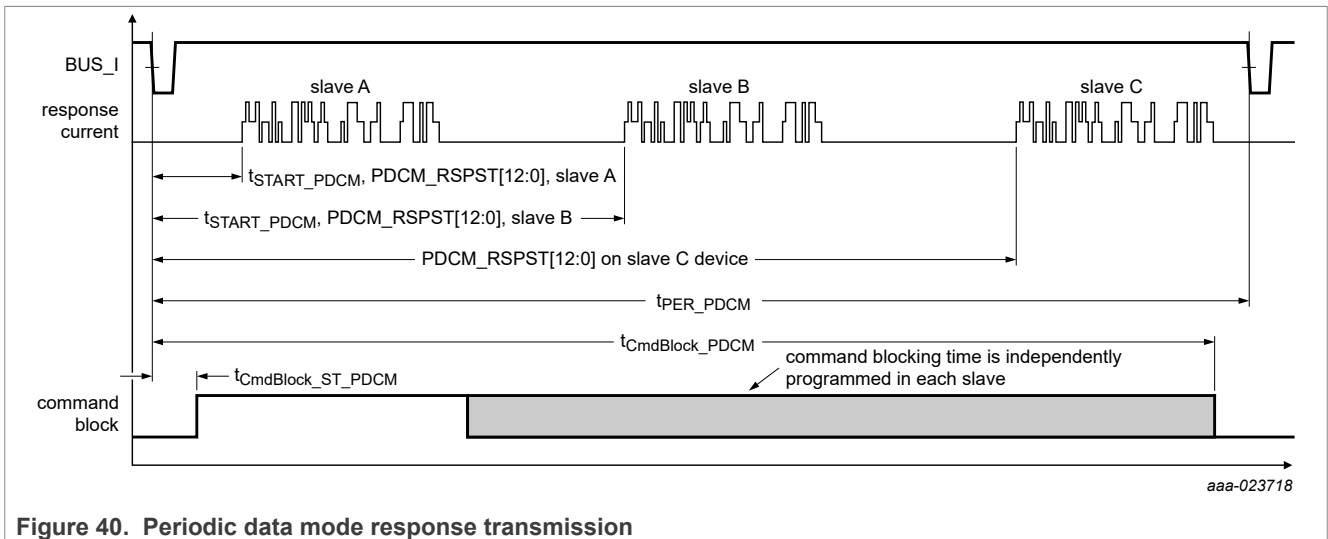 BUS_I
response
current
slave A
slave B
slave C
tSTART_PDCM, PDCM_RSPST[12:0], slave A
tSTART_PDCM, PDCM_RSPST[12:0], slave B
PDCM_RSPST[12:0] on slave C device
tPER_PDCM
tCmdBlock_PDCM
command blocking time is independently
programmed in each slave
tCmdBlock_ST_PDCM
command
block
aaa-023718
Figure 40. Periodic data mode response transmission